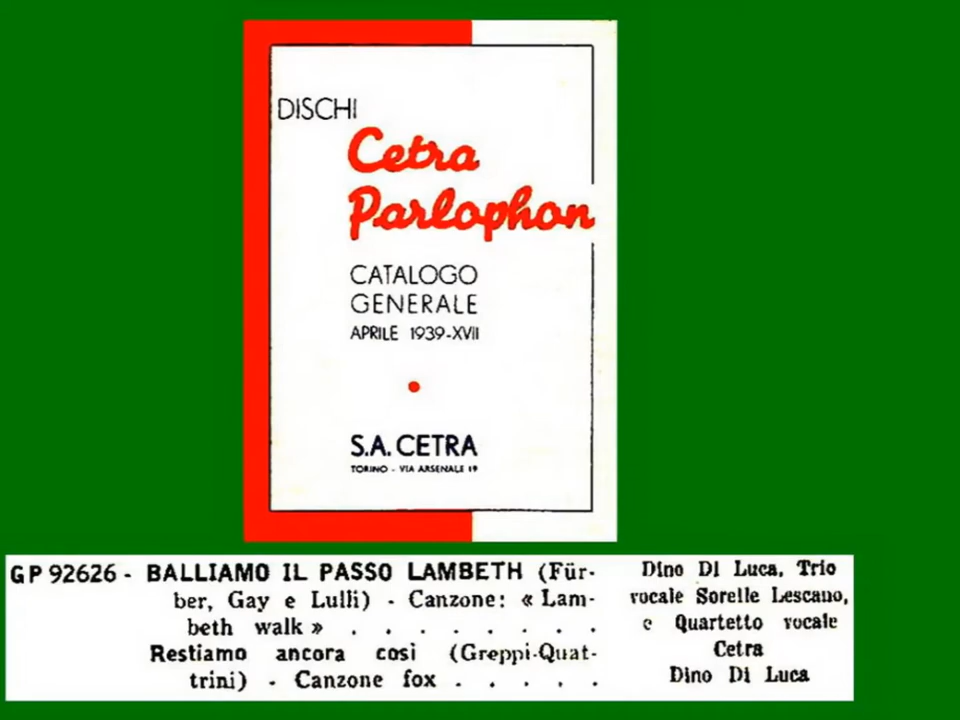 DISCHI
Cetra
Parlophon
CATALOGO
GENERALE
APRILE 1939-XVII
S.A. CETRA
TORINO - VIA ARSENALE 19
GP 92626 - BALLIAMO IL PASSO LAMBETH (Für-
ber, Gay e Lulli) - Canzone: « Lam-
beth walk » . . . . . . . .
Restiamo ancora così (Greppi-Quat-
trini) - Canzone fox . . . . .
Dino Di Luca, Trio
vocale Sorelle Lescano,
e Quartetto vocale
Cetra
Dino Di Luca